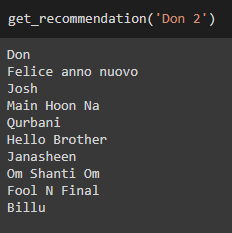 get_recommendation('Don 2')
Don
Felice anno nuovo
Josh
Main Hoon Na
Qurbani
Hello Brother
Janasheen
Om Shanti Om
Fool N Final
Billu